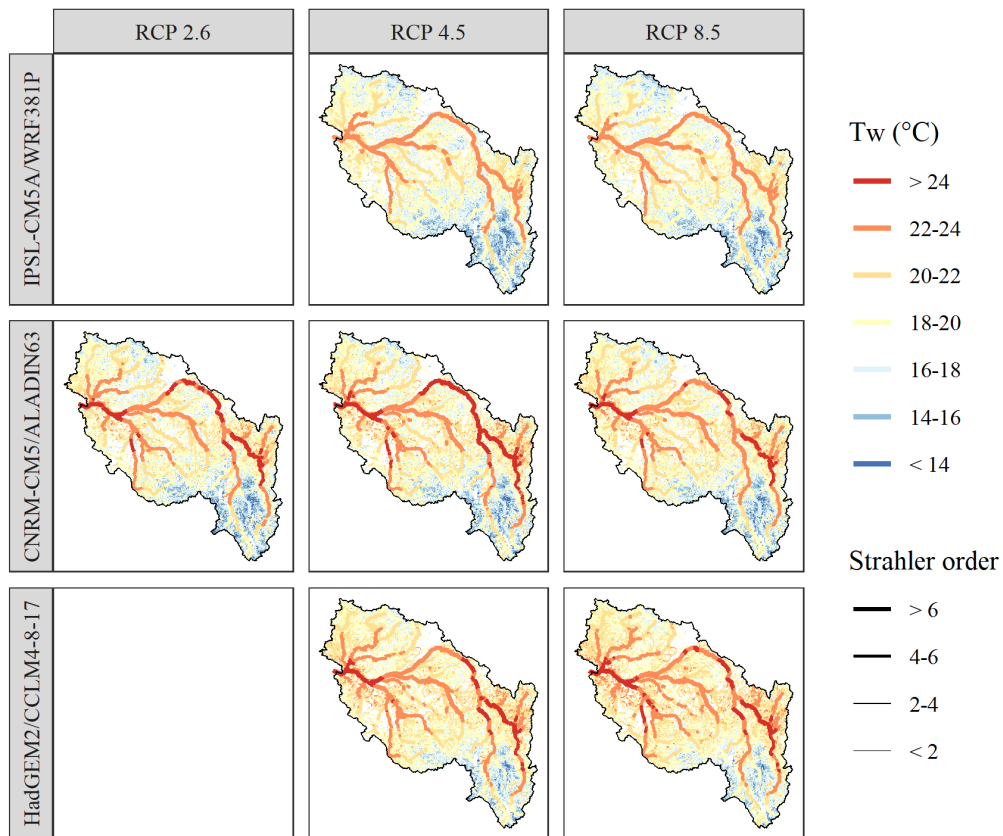 RCP 2.6
RCP 4.5
RCP 8.5
IPSL-CM5A/WRF381P
CNRM-CM5/ALADIN63
HadGEM2/CCLM4-8-17
Tw (°C)
> 24
22-24
20-22
18-20
16-18
14-16
< 14
Strahler order
> 6
4-6
2-4
< 2